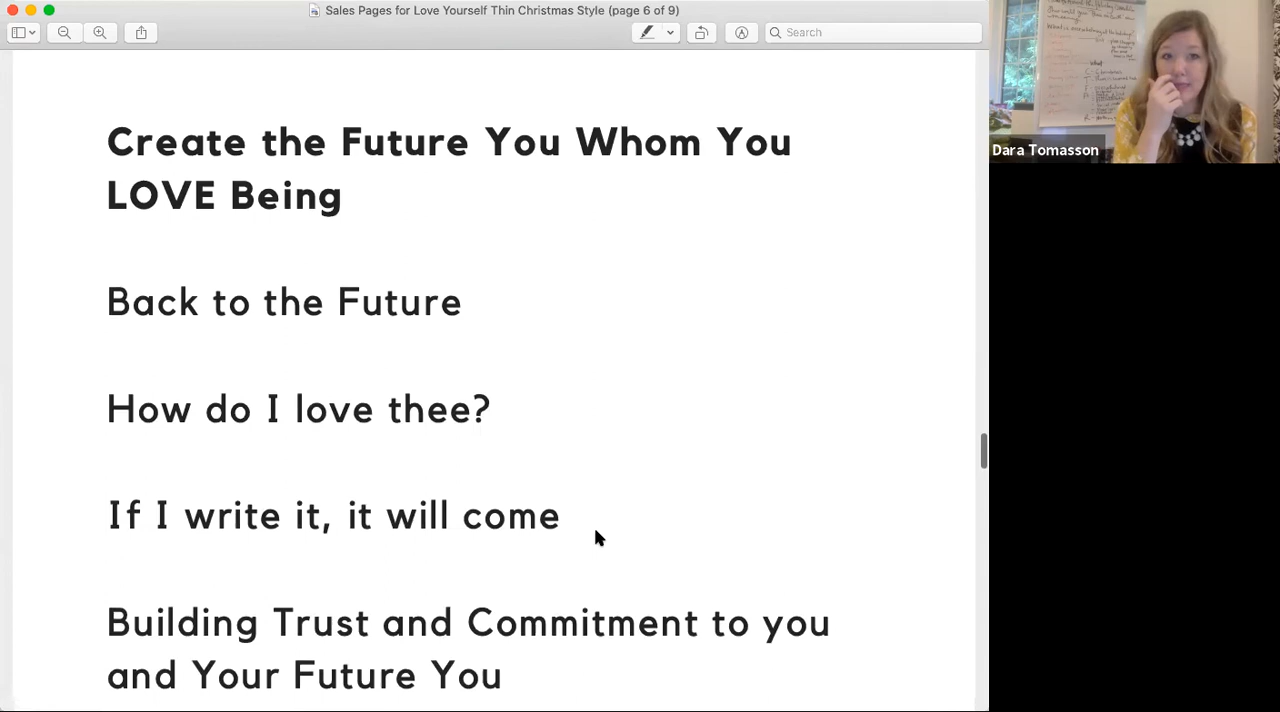 Sales Pages for Love Yourself Thin Christmas Style (page 6 of 9)
Search
Create the Future You Whom You
LOVE Being
Back to the Future
How do I love thee?
If I write it, it will come
Building Trust and Commitment to you
and Your Future You
Dara Tomasson
What